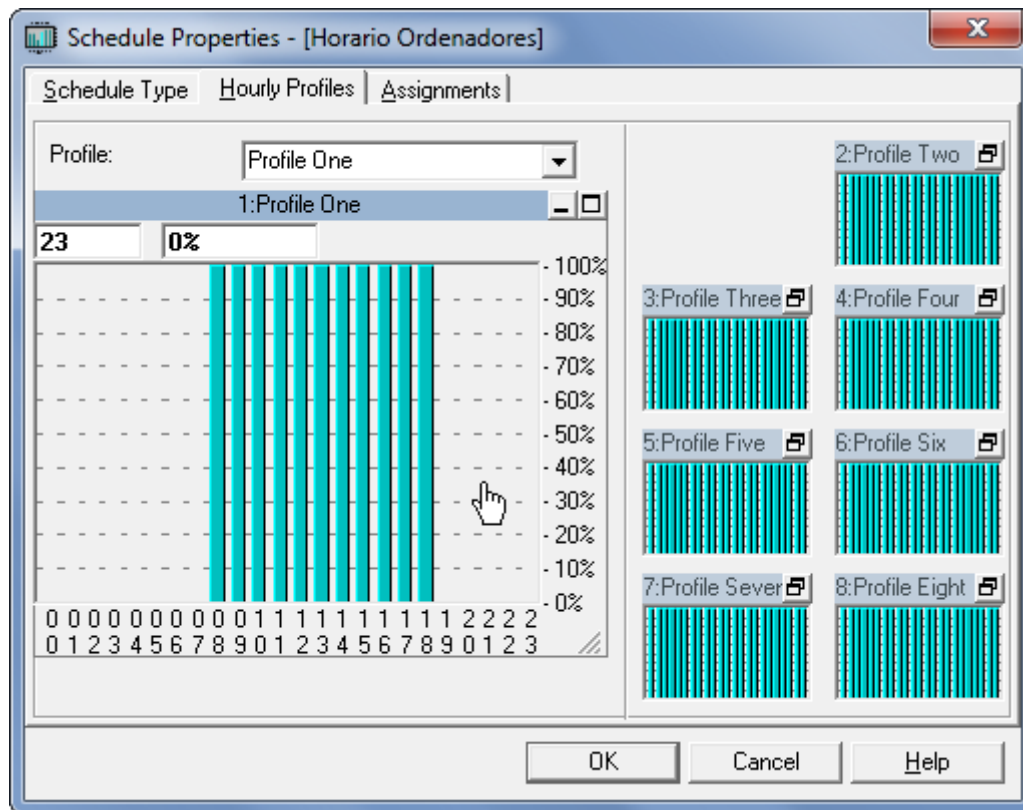 Schedule Properties - [Horario Ordenadores]
Schedule Type Hourly Profiles Assignments
Profile: Profile One
1:Profile One
23 0%
100%
90%
80%
70%
60%
50%
40%
30%
20%
10%
0%
0 0 0 0 0 0 0 0 0 0 1 1 1 1 1 1 1 1 1 1 2 2 2 2
0 1 2 3 4 5 6 7 8 9 0 1 2 3 4 5 6 7 8 9 0 1 2 3
2:Profile Two
3:Profile Three 4:Profile Four
5:Profile Five 6:Profile Six
7:Profile Sever 8:Profile Eight
OK Cancel Help